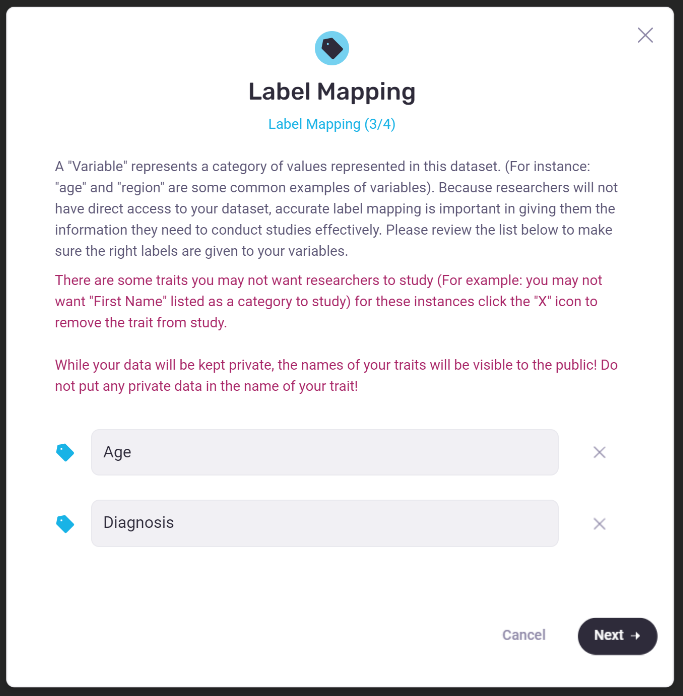 Label Mapping
Label Mapping (3/4)
A "Variable" represents a category of values represented in this dataset. (For instance:
"age" and "region" are some common examples of variables). Because researchers will not
have direct access to your dataset, accurate label mapping is important in giving them the
information they need to conduct studies effectively. Please review the list below to make
sure the right labels are given to your variables.
There are some traits you may not want researchers to study (For example: you may not
want "First Name" listed as a category to study) for these instances click the "X" icon to
remove the trait from study.
While your data will be kept private, the names of your traits will be visible to the public! Do
not put any private data in the name of your trait!
Age
Diagnosis
Cancel
Next